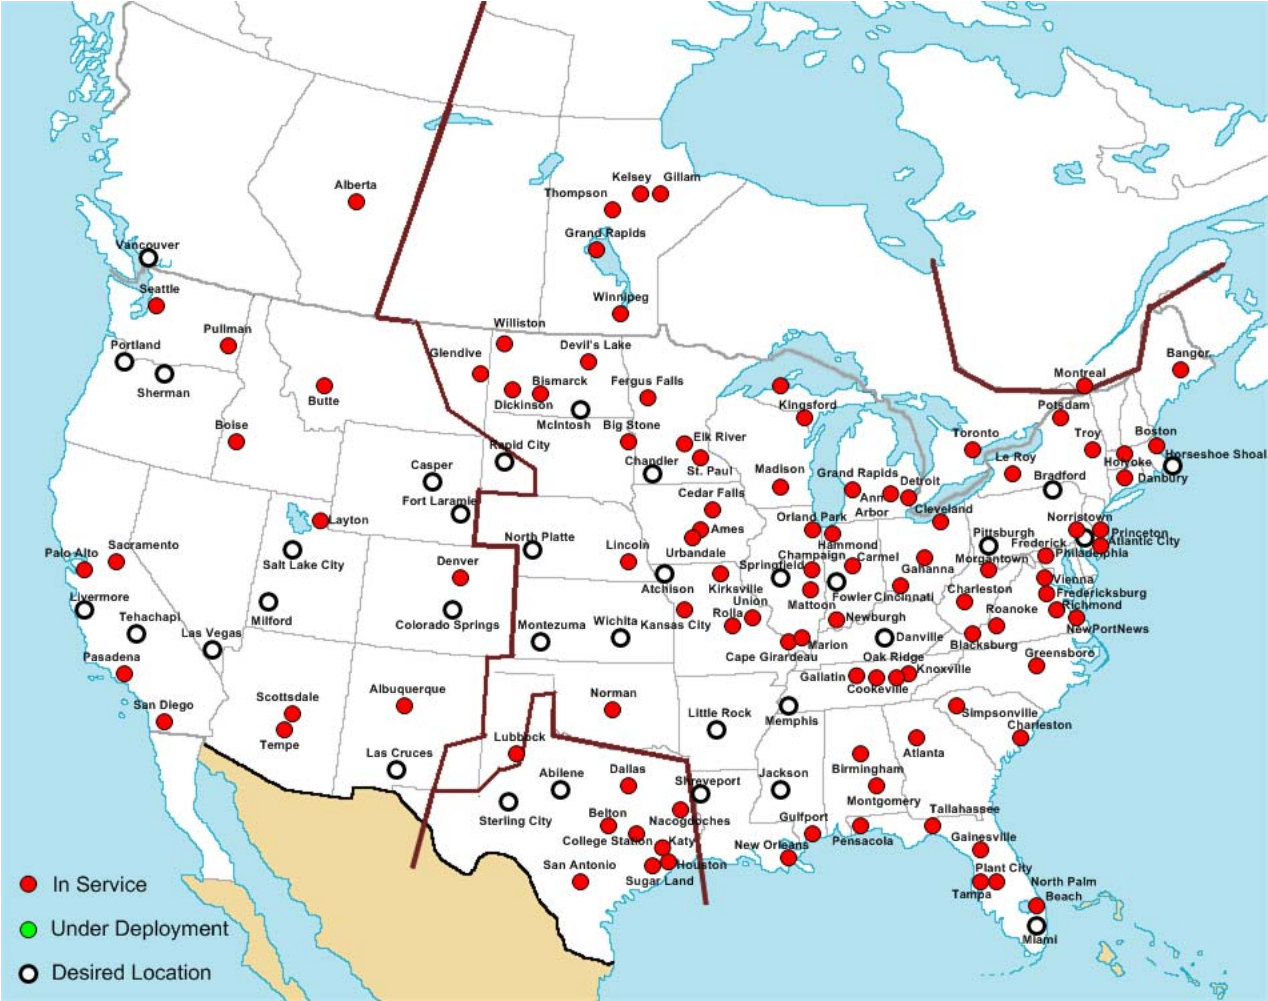 Kelsey
Gillam
Alberta
Thompson
Grand Rapids
Vancouver
Seattle
Winnipeg
Williston
Pullman
Portland
Devil's Lake
Glendive
Bismarck
Fergus Falls
Bangor
Montreal
Sherman
Butte
Dickinson
Kingsford
Potsdam
McIntosh
Big Stone
Boise
Elk River
Toronto
Troy
Boston
Rapid City
Casper
Chandler
St. Paul
Madison
Grand Rapids
Le Roy
Holyoke
Horseshoe Shoal
Bradford
Danbury
Detroit
Ann
Arbor
Fort Laramie
Cedar Falls
Cleveland
Layton
Orland Park
Norristown
Ames
Princeton
North Platte
Pittsburgh
Atlantic City
Palo Alto
Sacramento
Lincoln
Urbandale
Hammond
Frederick
Philadelphia
Salt Lake City
Denver
Champaign
Carmel
Springfield
Gahanna
Morgantown
Vienna
Atchison
Kirksville
Charleston
Fredericksburg
Livermore
Milford
Union
Mattoon
Fowler
Cincinnati
Richmond
Tehachapi
Colorado Springs
Montezuma
Wichita
Kansas City
Rolla
Newburgh
Roanoke
NewPortNews
Las Vegas
Danville
Marion
Blacksburg
Pasadena
Cape Girardeau
Oak Ridge
Greensboro
Knoxville
Gallatin
Cookeville
San Diego
Scottsdale
Albuquerque
Norman
Little Rock
Memphis
Simpsonville
Tempe
Charleston
Las Cruces
Lubbock
Atlanta
Abilene
Dallas
Shreveport
Jackson
Birmingham
Montgomery
Sterling City
Belton
Nacogdoches
Gulfport
Tallahassee
College Station
Katy
New Orleans
Pensacola
Gainesville
San Antonio
Houston
Sugar Land
Plant City
Tampa
North Palm
Beach
Miami
In Service
Under Deployment
Desired Location